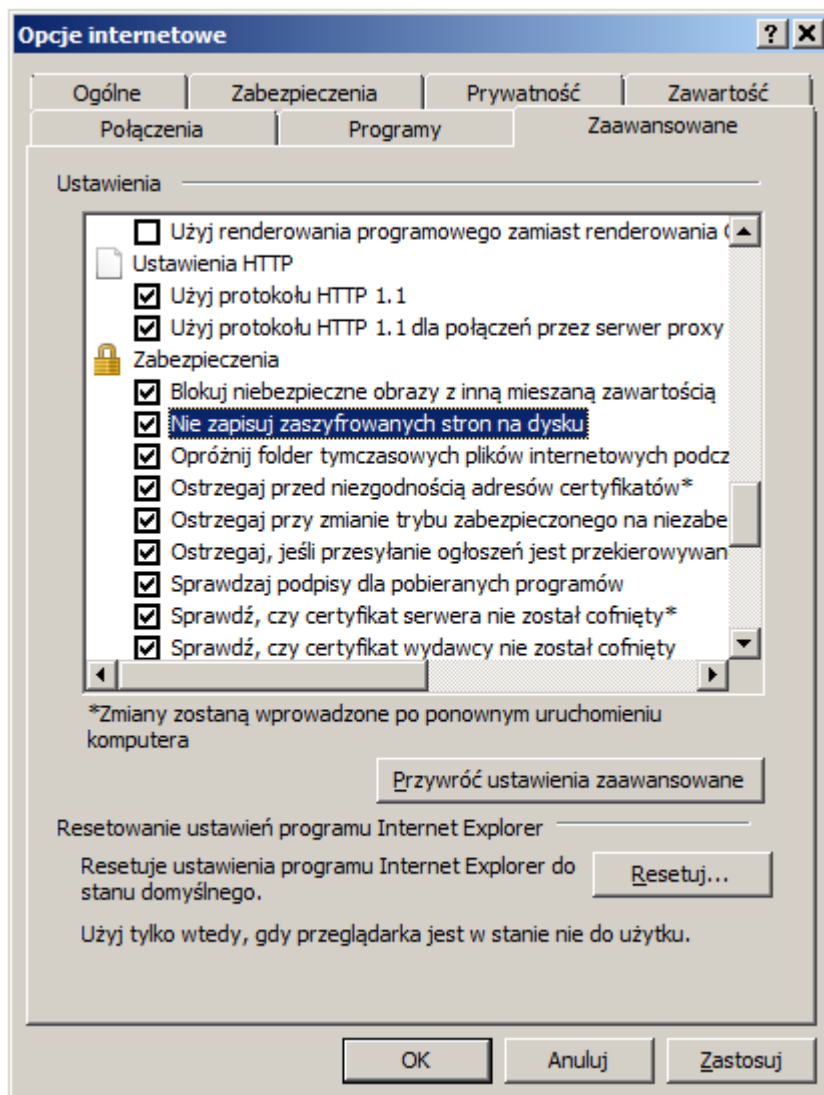 Opcje internetowe
Ogólne Zabezpieczenia Prywatność Zawartość
Połączenia Programy Zaawansowane
Ustawienia
Użyj renderowania programowego zamiast renderowania
Ustawienia HTTP
Użyj protokołu HTTP 1.1
Użyj protokołu HTTP 1.1 dla połączeń przez serwer proxy
Zabezpieczenia
Blokuj niebezpieczne obrazy z inną mieszaną zawartością
Nie zapisuj zaszyfrowanych stron na dysku
Opróżnij folder tymczasowych plików internetowych podcz
Ostrzegaj przed niezgodnością adresów certyfikatów*
Ostrzegaj przy zmianie trybu zabezpieczonego na niezabe
Ostrzegaj, jeśli przesyłanie ogłoszeń jest przekierowywan
Sprawdzaj podpisy dla pobieranych programów
Sprawdź, czy certyfikat serwera nie został cofnięty*
Sprawdź, czy certyfikat wydawcy nie został cofnięty
*Zmiany zostaną wprowadzone po ponownym uruchomieniu
komputera
Przywróć ustawienia zaawansowane
Resetowanie ustawień programu Internet Explorer
Resetuje ustawienia programu Internet Explorer do
stanu domyślnego.
Resetuj...
Użyj tylko wtedy, gdy przeglądarka jest w stanie nie do użytku.
OK Anuluj Zastosuj